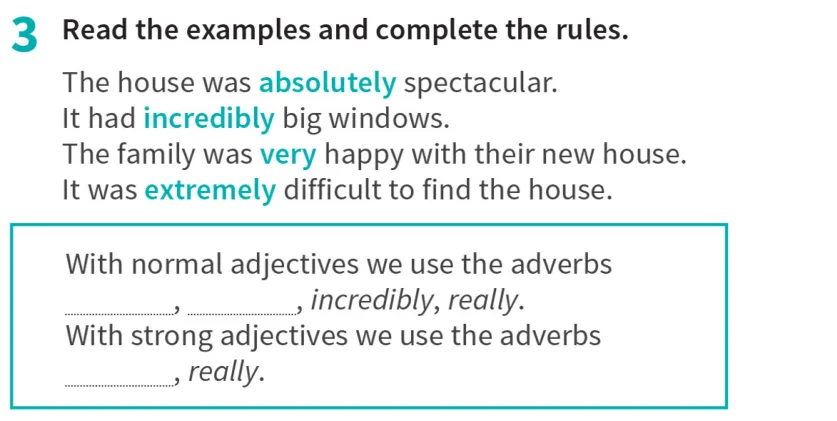 3 Read the examples and complete the rules.
The house was absolutely spectacular.
It had incredibly big windows.
The family was very happy with their new house.
It was extremely difficult to find the house.
With normal adjectives we use the adverbs
..................., ..................., incredibly, really.
With strong adjectives we use the adverbs
..................., really.